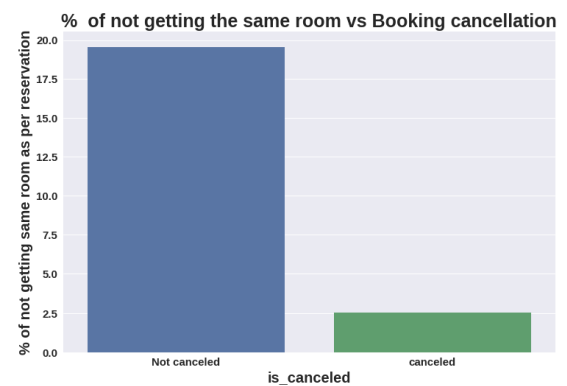 %  of not getting the same room vs Booking cancellation
% of not getting same room as per reservation
20.0
17.5
15.0
12.5
10.0
7.5
5.0
2.5
0.0
Not canceled
canceled
is_canceled